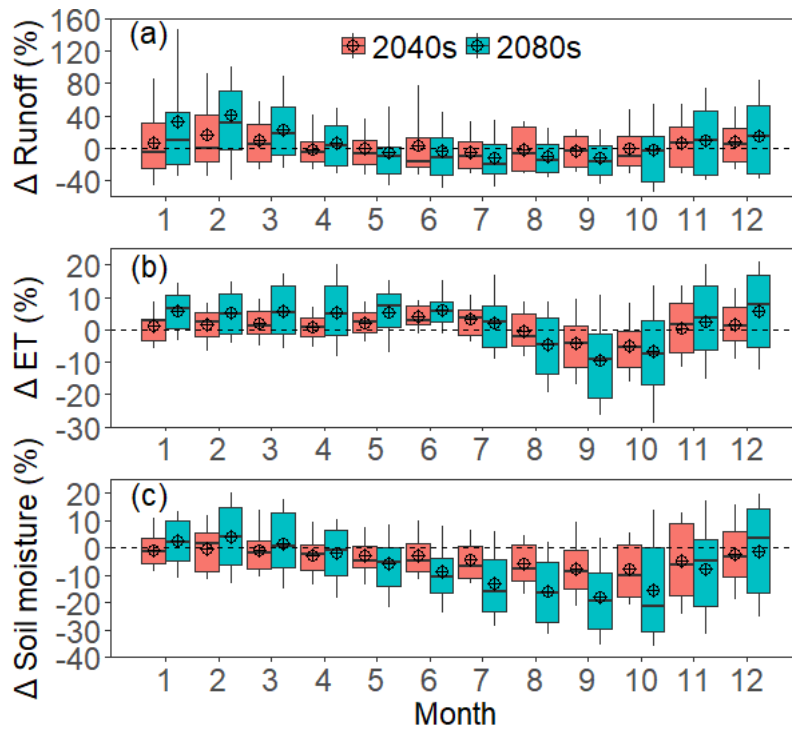 (a)
2040s 2080s
Δ Runoff (%)
160
120
80
40
0
-40
1 2 3 4 5 6 7 8 9 10 11 12
(b)
Δ ET (%)
20
10
0
-10
-20
-30
1 2 3 4 5 6 7 8 9 10 11 12
(c)
Δ Soil moisture (%)
20
10
0
-10
-20
-30
-40
1 2 3 4 5 6 7 8 9 10 11 12
Month